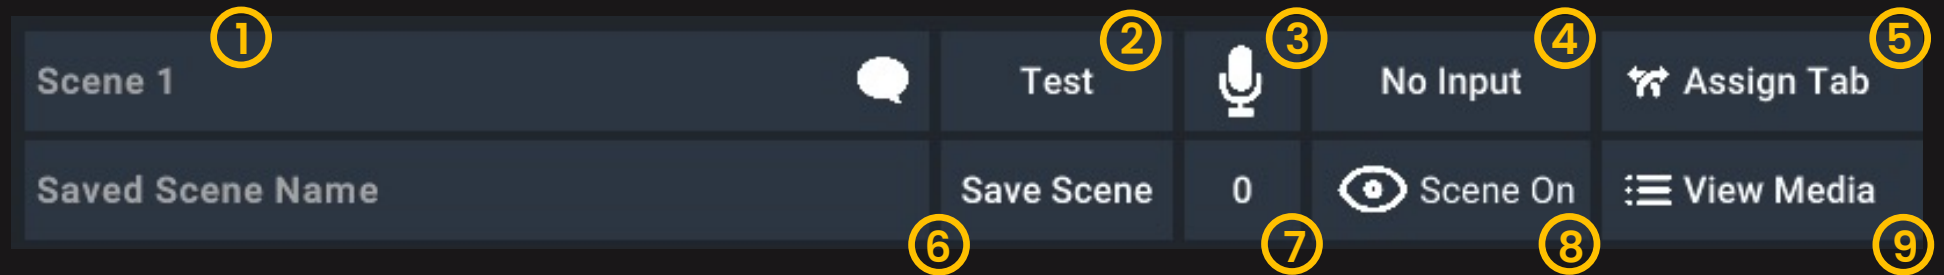 1 2 3 4 5
Scene 1 Test No Input Assign Tab
Saved Scene Name Save Scene 0 Scene On View Media
6 7 8 9